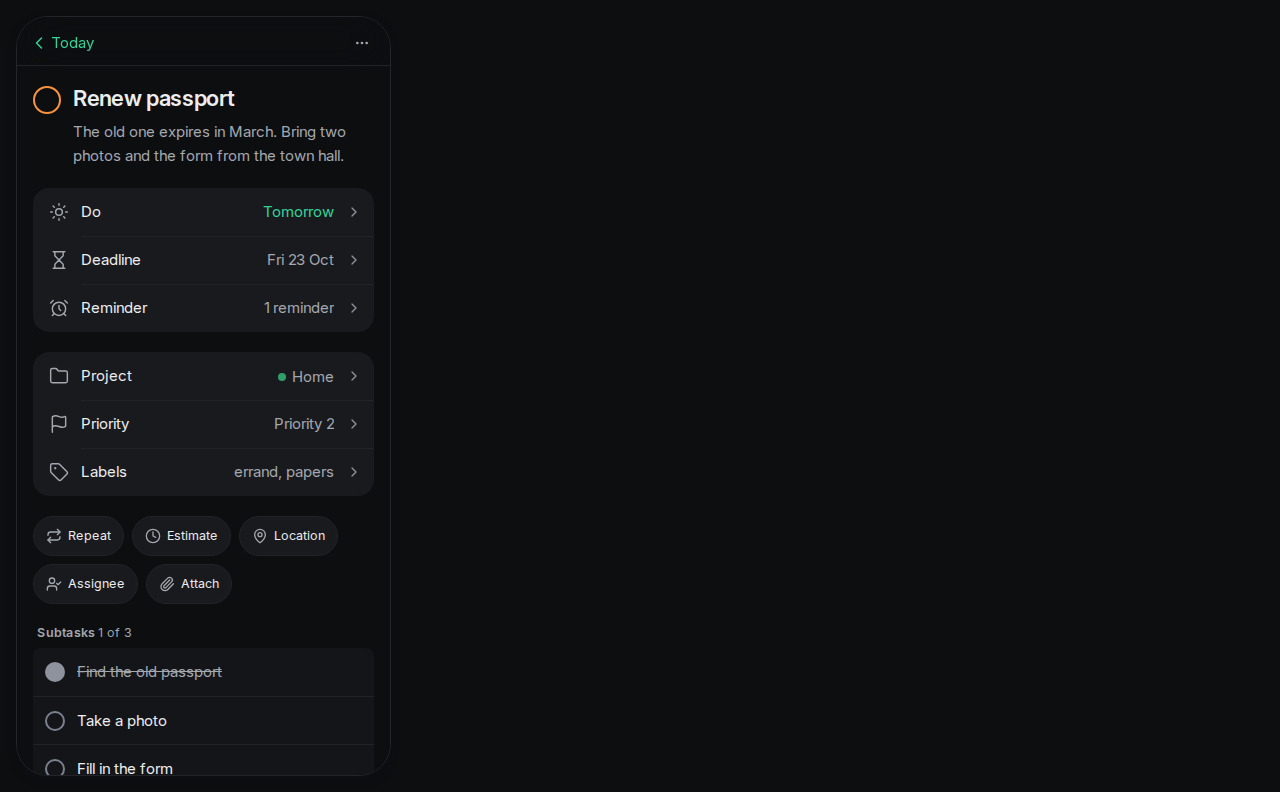 Today
Renew passport
The old one expires in March. Bring two
photos and the form from the town hall.
Do Tomorrow
Deadline Fri 23 Oct
Reminder 1 reminder
Project Home
Priority Priority 2
Labels errand, papers
Repeat Estimate Location
Assignee Attach
Subtasks 1 of 3
Find the old passport
Take a photo
Fill in the form